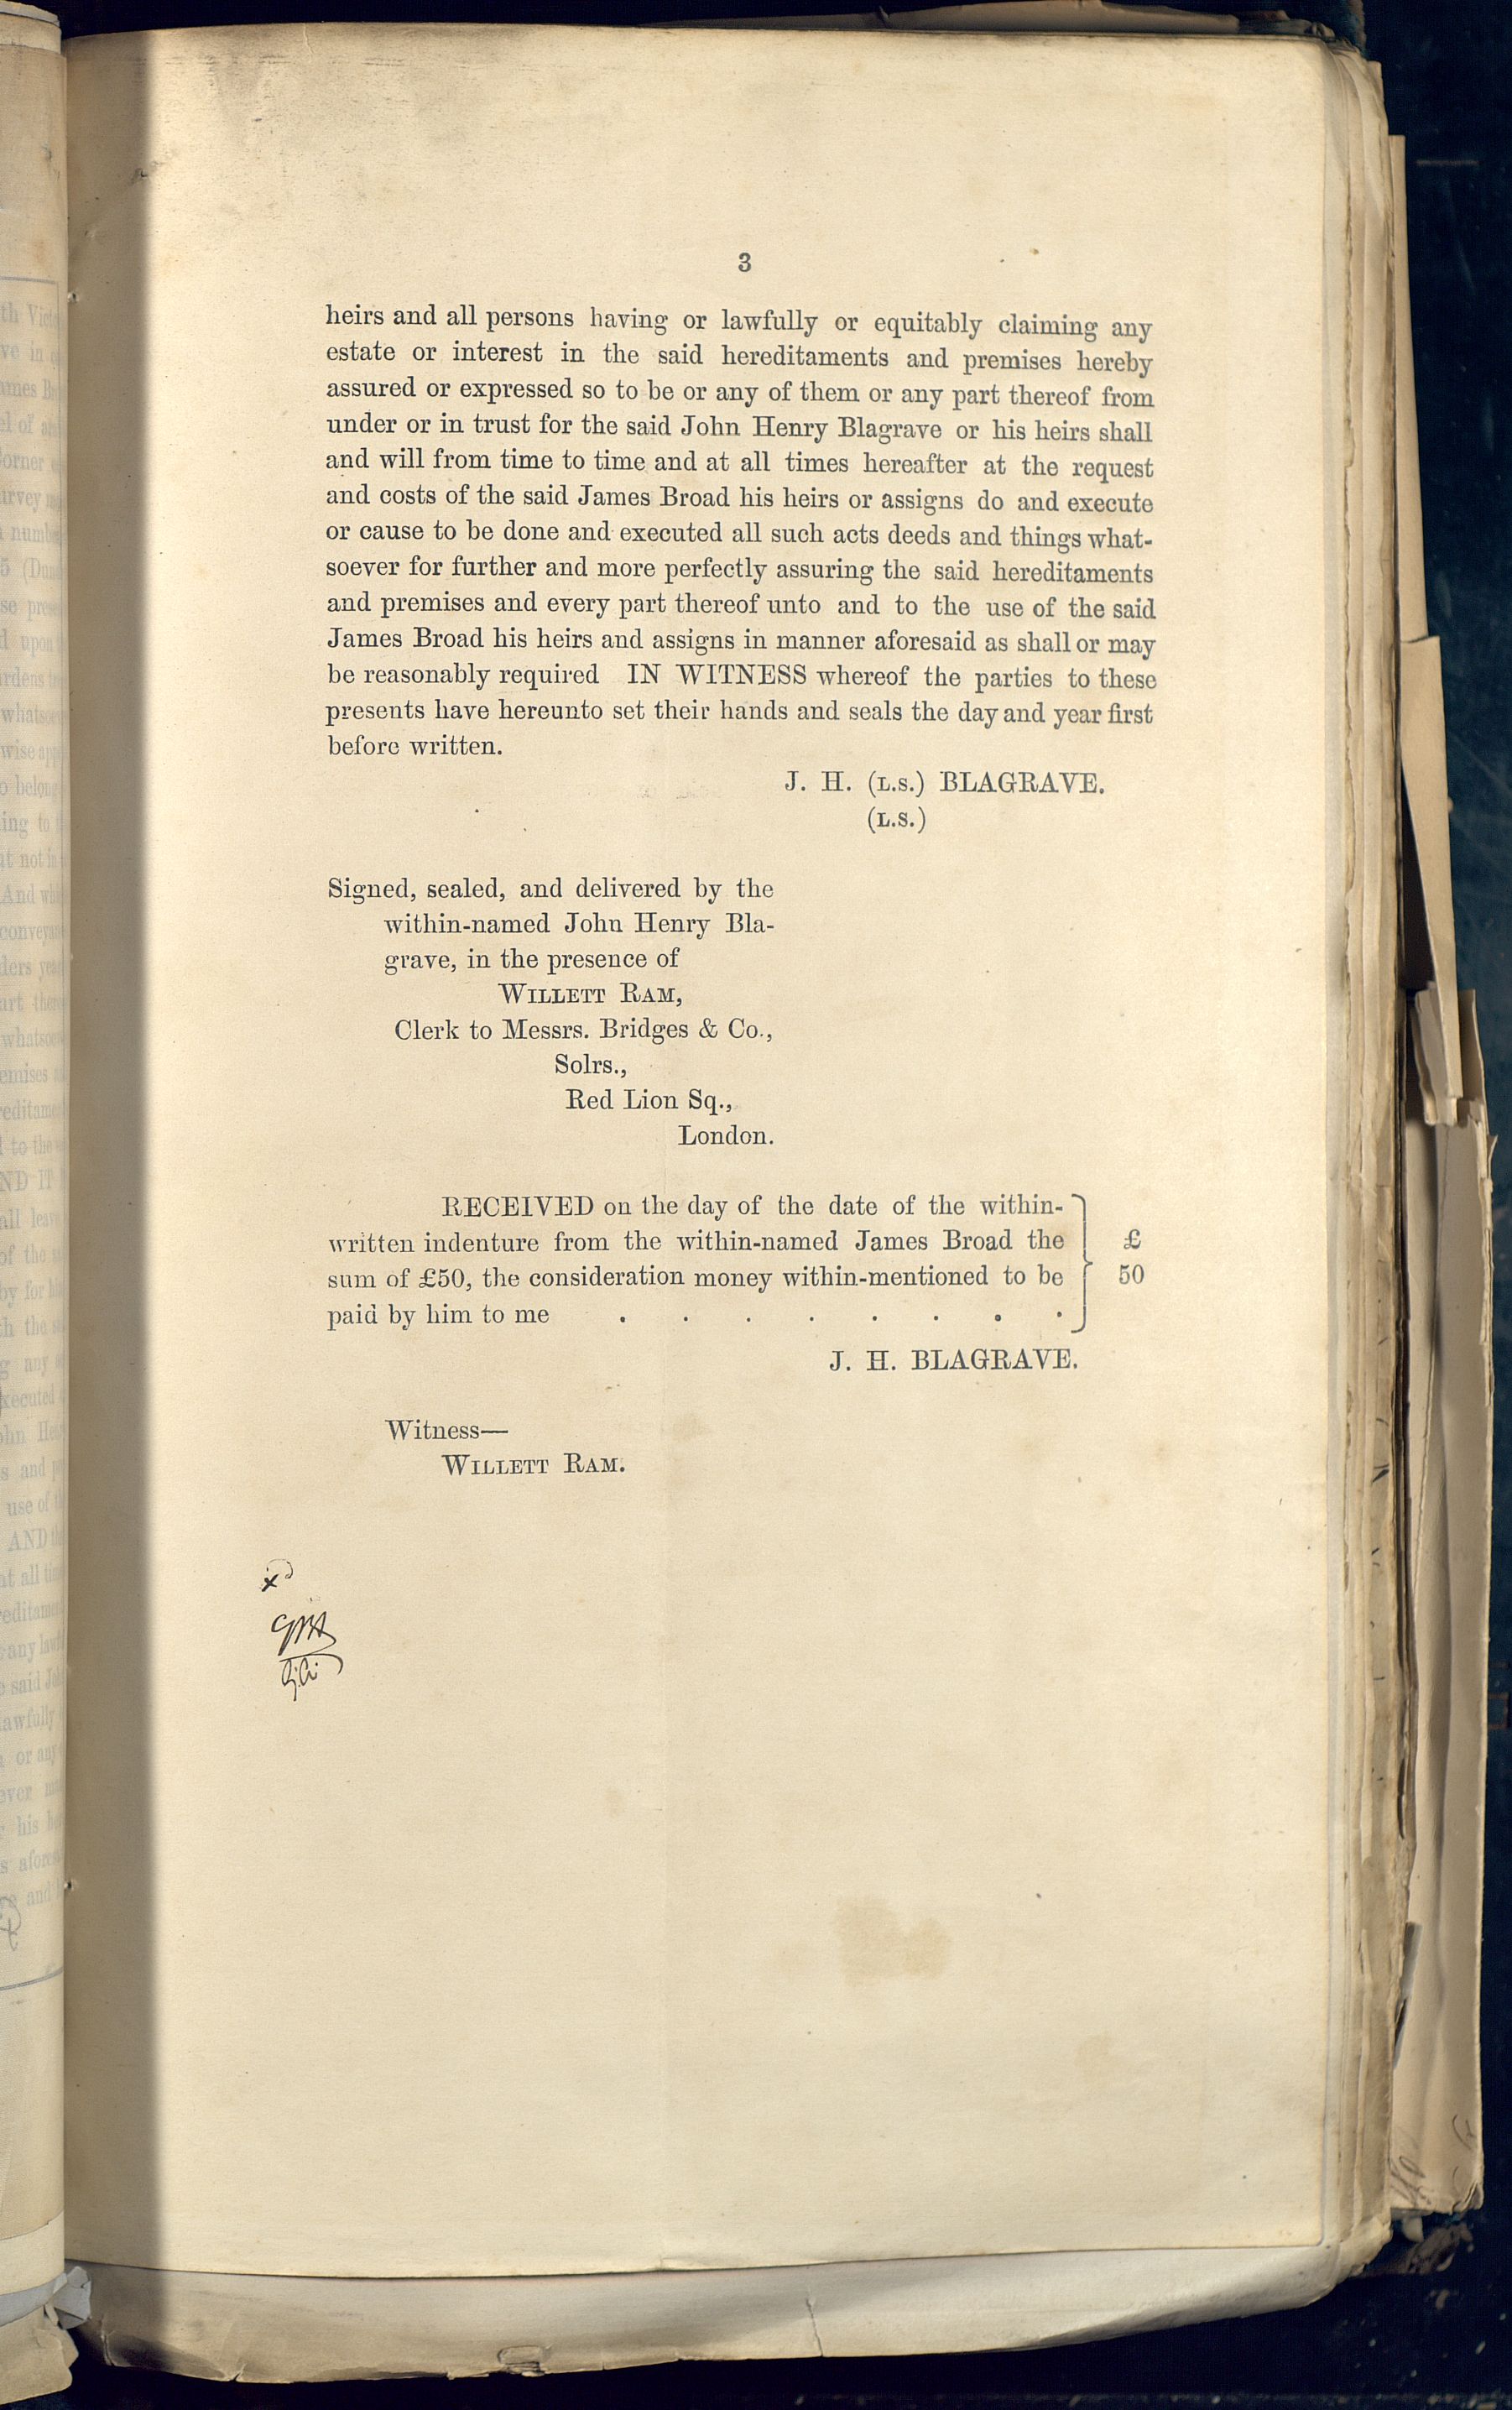 3
heirs and all persons having or lawfully or equitably claiming any
estate or interest in the said hereditaments and premises hereby
assured or expressed so to be or any of them or any part thereof from
under or in trust for the said John Henry Blagrave or his heirs shall
and will from time to time and at all times hereafter at the request
and costs of the said James Broad his heirs or assigns do and execute
or cause to be done and executed all such acts deeds and things what-
soever for further and more perfectly assuring the said hereditaments
and premises and every part thereof unto and to the use of the said
James Broad his heirs and assigns in manner aforesaid as shall or may
be reasonably required IN WITNESS whereof the parties to these
presents have hereunto set their hands and seals the day and year first
before written.
J. H. (L.S.) BLAGRAVE.
(L.S.)
Signed, sealed, and delivered by the
within-named John Henry Bla-
grave, in the presence of
WILLETT RAM,
Clerk to Messrs. Bridges & Co.,
Solrs.,
Red Lion Sq.,
London.
RECEIVED on the day of the date of the within-
written indenture from the within-named James Broad the £
sum of £50, the consideration money within-mentioned to be 50
paid by him to me . . . . . . . .
J. H. BLAGRAVE.
Witness—
WILLETT RAM.